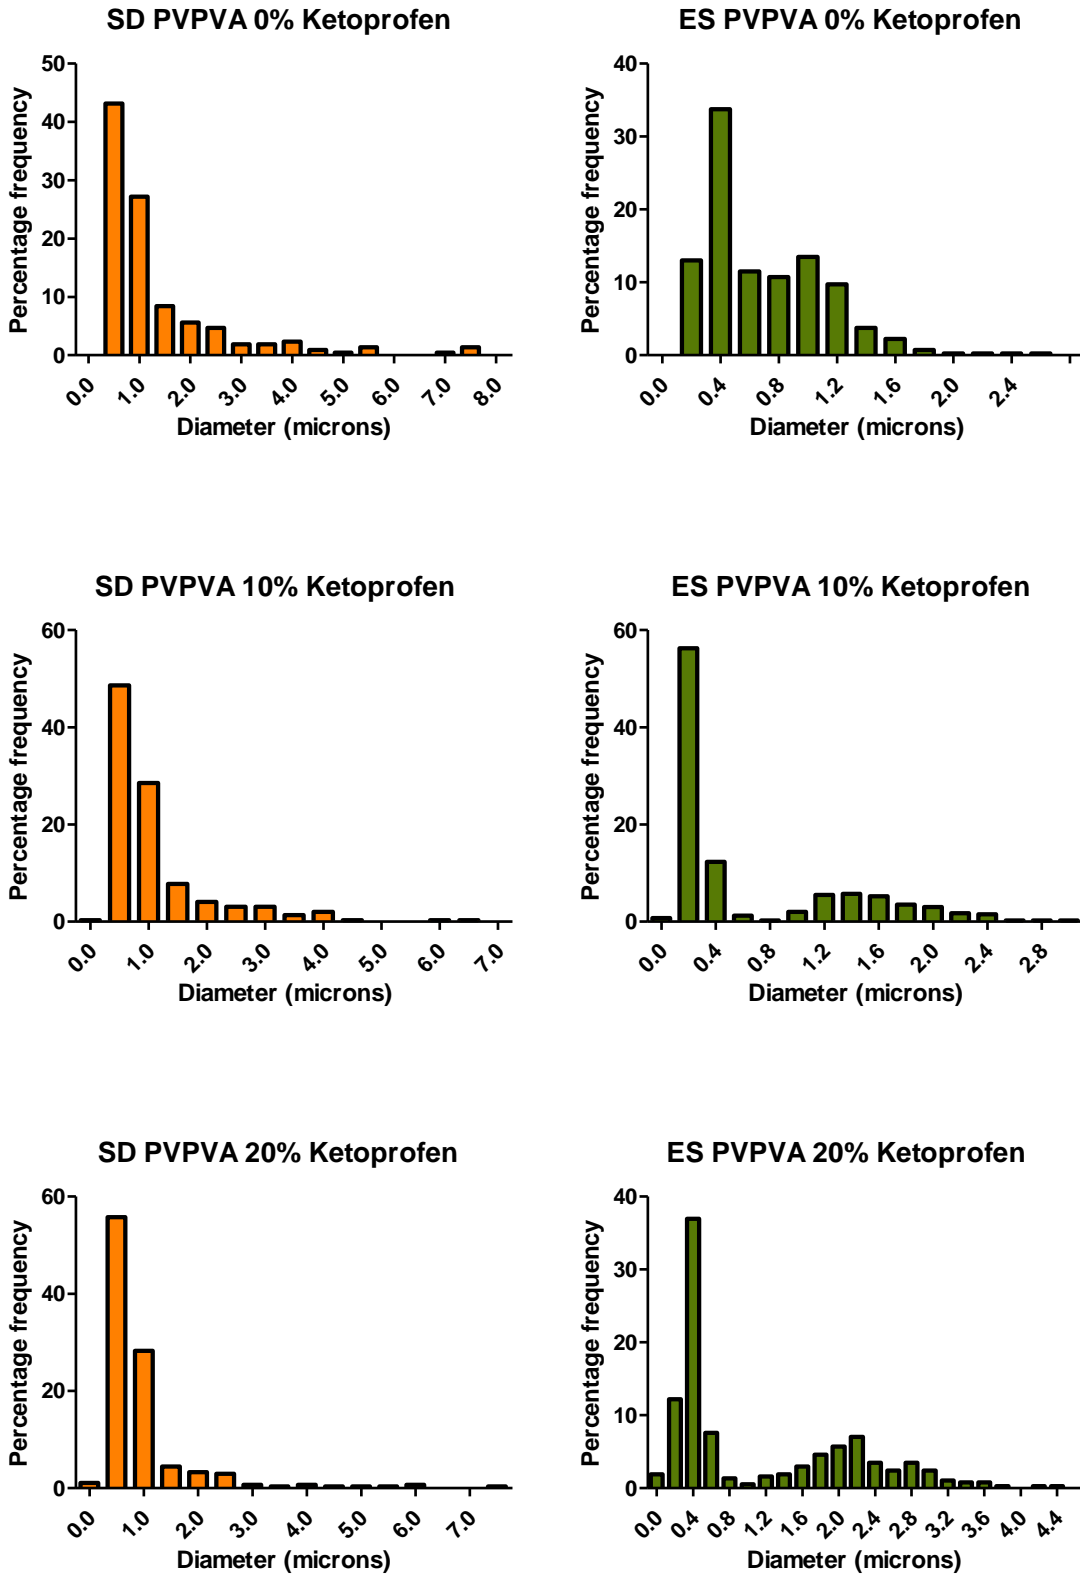 SD PVPVA 0% Ketoprofen
Percentage frequency
50
40
30
20
10
0
0.0 1.0 2.0 3.0 4.0 5.0 6.0 7.0 8.0
Diameter (microns)
ES PVPVA 0% Ketoprofen
Percentage frequency
40
30
20
10
0
0.0 0.4 0.8 1.2 1.6 2.0 2.4
Diameter (microns)
SD PVPVA 10% Ketoprofen
Percentage frequency
60
40
20
0
0.0 1.0 2.0 3.0 4.0 5.0 6.0 7.0
Diameter (microns)
ES PVPVA 10% Ketoprofen
Percentage frequency
60
40
20
0
0.0 0.4 0.8 1.2 1.6 2.0 2.4 2.8
Diameter (microns)
SD PVPVA 20% Ketoprofen
Percentage frequency
60
40
20
0
0.0 1.0 2.0 3.0 4.0 5.0 6.0 7.0
Diameter (microns)
ES PVPVA 20% Ketoprofen
Percentage frequency
40
30
20
10
0
0.0 0.4 0.8 1.2 1.6 2.0 2.4 2.8 3.2 3.6 4.0 4.4
Diameter (microns)